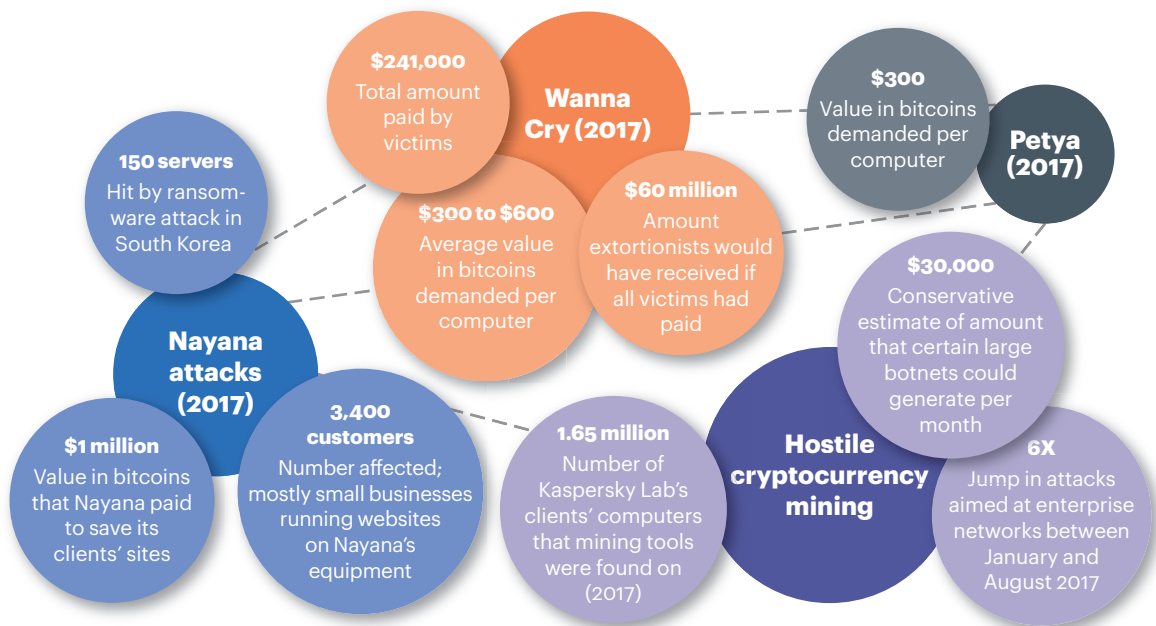 $241,000
Total amount
paid by
victims
Wanna
Cry (2017)
$300 to $600
Average value
in bitcoins
demanded per
computer
$60 million
Amount
extortionists would
have received if
all victims had
paid
$300
Value in bitcoins
demanded per
computer
Petya
(2017)
150 servers
Hit by ransom-
ware attack in
South Korea
Nayana
attacks
(2017)
$1 million
Value in bitcoins
that Nayana paid
to save its
clients’ sites
3,400
customers
Number affected;
mostly small businesses
running websites
on Nayana’s
equipment
1.65 million
Number of
Kaspersky Lab’s
clients’ computers
that mining tools
were found on
(2017)
Hostile
cryptocurrency
mining
$30,000
Conservative
estimate of amount
that certain large
botnets could
generate per
month
6X
Jump in attacks
aimed at enterprise
networks between
January and
August 2017